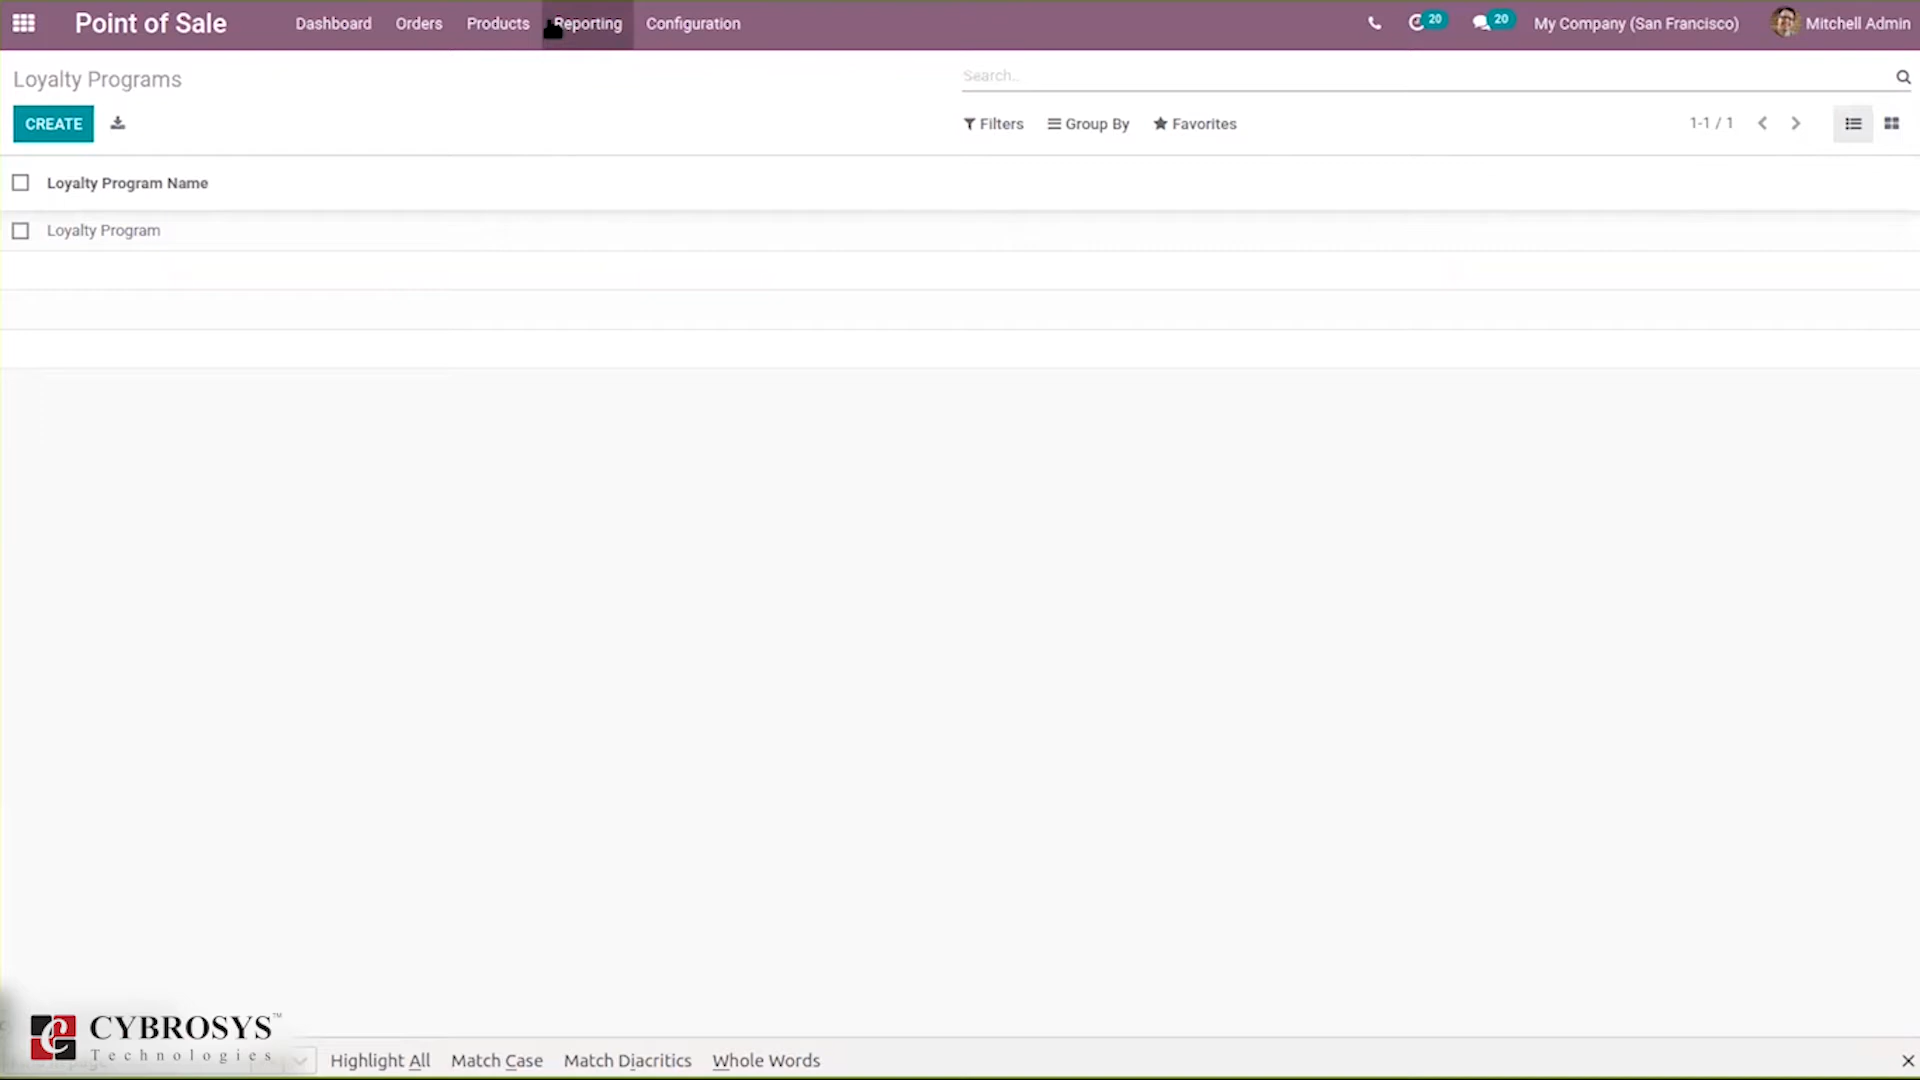 Point of Sale Dashboard Orders Products Reporting Configuration 20 20 My Company (San Francisco) Mitchell Admin
Loyalty Programs Search...
CREATE Filters Group By Favorites 1-1 / 1
Loyalty Program Name
Loyalty Program
CYBROSYS™
Technologies
Highlight All Match Case Match Diacritics Whole Words